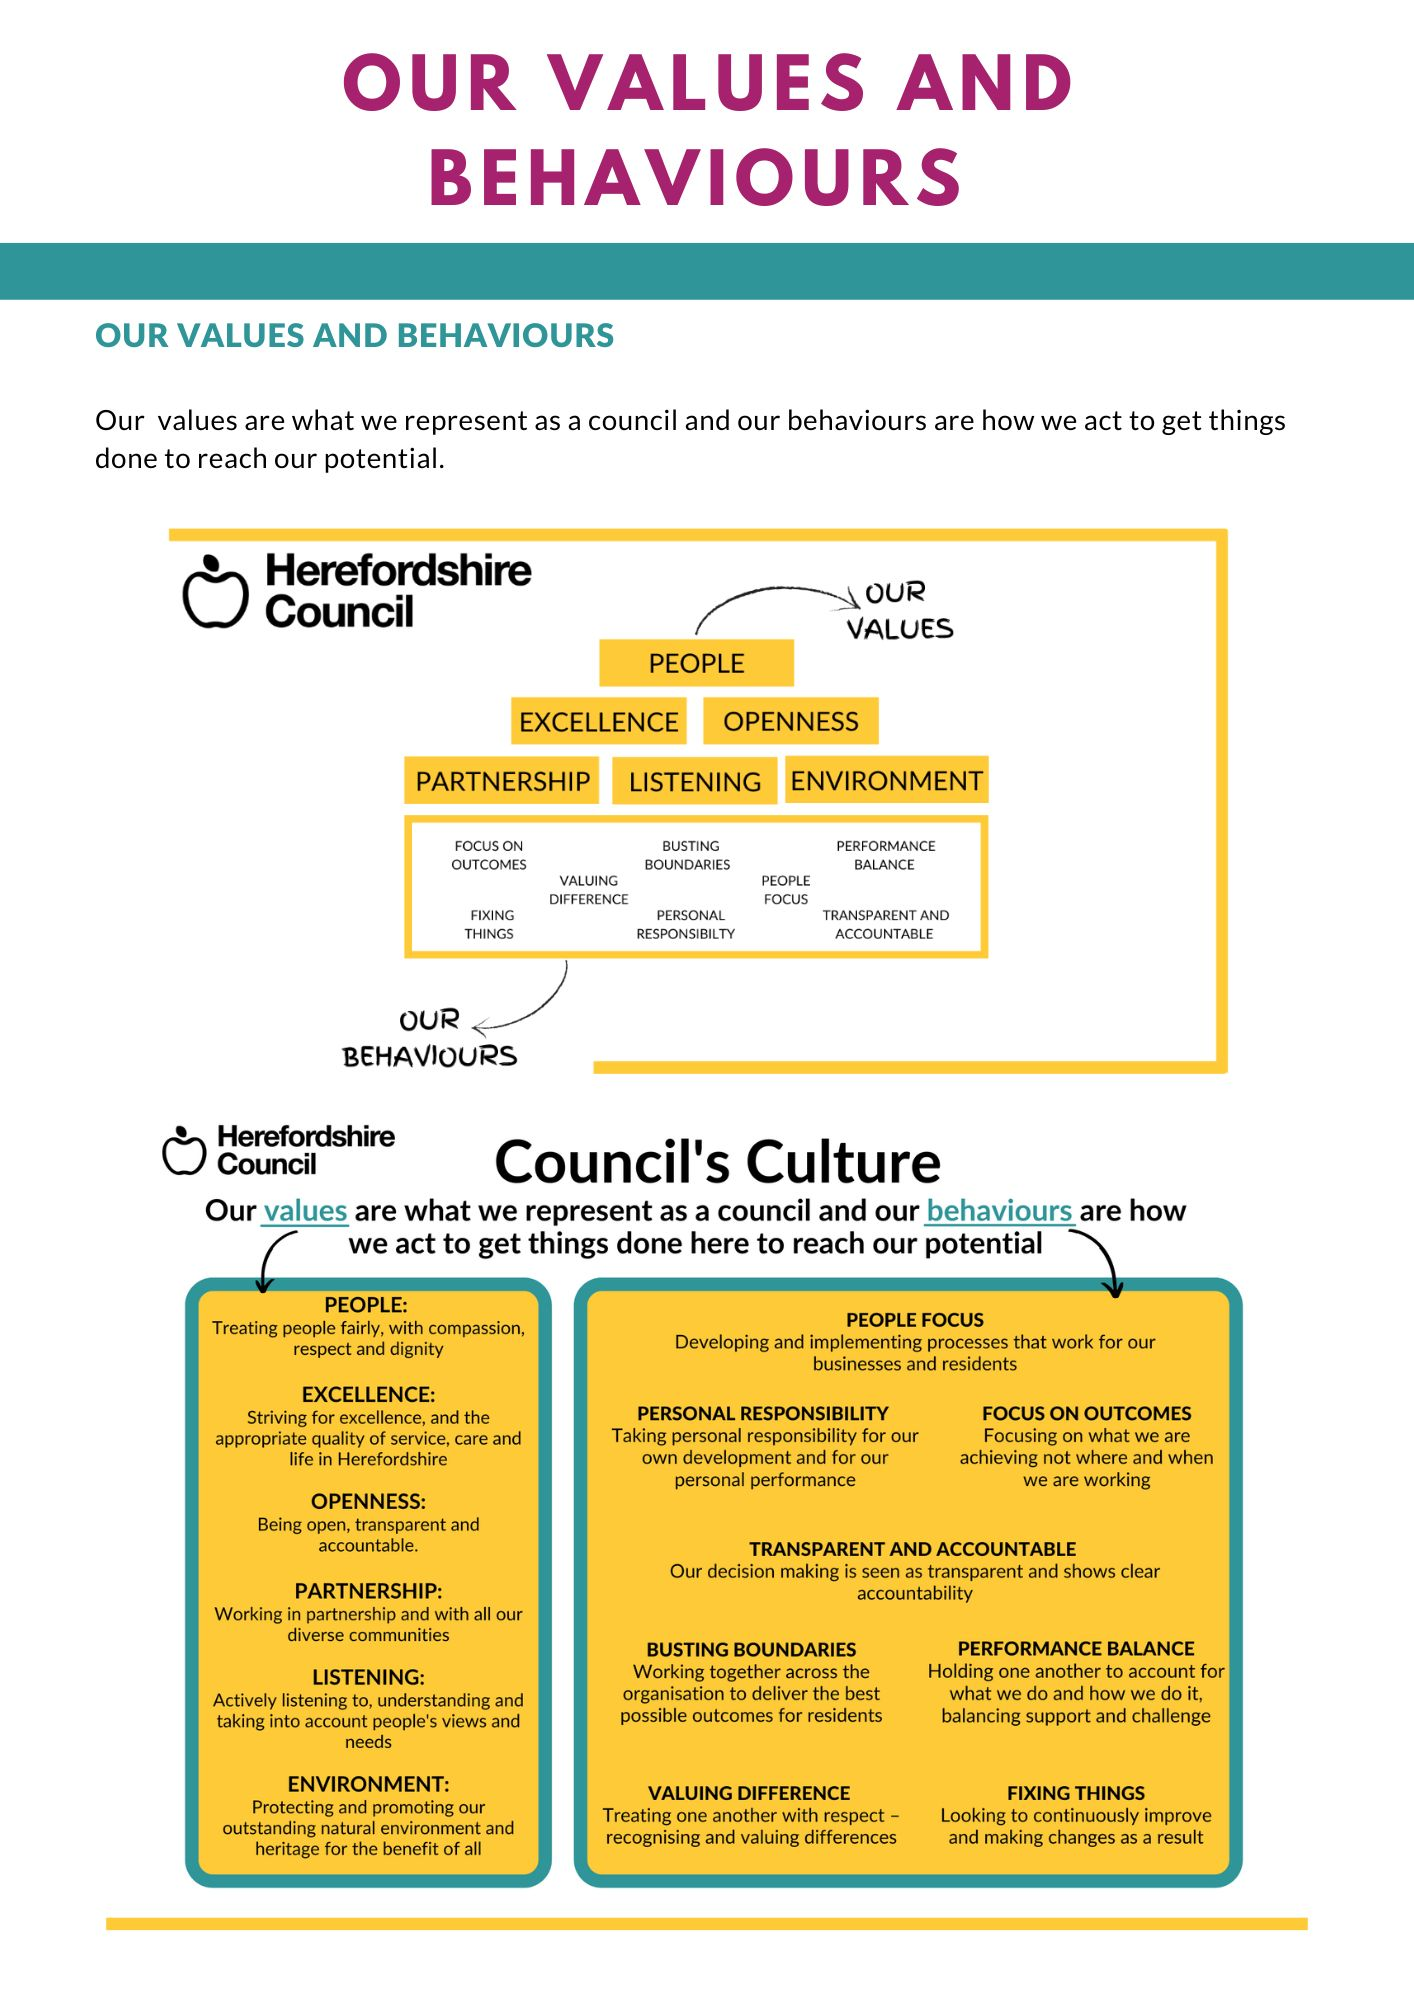 OUR VALUES AND
BEHAVIOURS
OUR VALUES AND BEHAVIOURS
Our values are what we represent as a council and our behaviours are how we act to get things
done to reach our potential.
Herefordshire
Council
OUR
VALUES
PEOPLE
EXCELLENCE
OPENNESS
PARTNERSHIP
LISTENING
ENVIRONMENT
FOCUS ON
OUTCOMES
VALUING
DIFFERENCE
BUSTING
BOUNDARIES
PEOPLE
FOCUS
PERFORMANCE
BALANCE
FIXING
THINGS
PERSONAL
RESPONSIBILTY
TRANSPARENT AND
ACCOUNTABLE
OUR
BEHAVIOURS
Herefordshire
Council
Council's Culture
Our values are what we represent as a council and our behaviours are how
we act to get things done here to reach our potential
PEOPLE:
Treating people fairly, with compassion,
respect and dignity
EXCELLENCE:
Striving for excellence, and the
appropriate quality of service, care and
life in Herefordshire
OPENNESS:
Being open, transparent and
accountable.
PARTNERSHIP:
Working in partnership and with all our
diverse communities
LISTENING:
Actively listening to, understanding and
taking into account people's views and
needs
ENVIRONMENT:
Protecting and promoting our
outstanding natural environment and
heritage for the benefit of all
PEOPLE FOCUS
Developing and implementing processes that work for our
businesses and residents
PERSONAL RESPONSIBILITY
Taking personal responsibility for our
own development and for our
personal performance
FOCUS ON OUTCOMES
Focusing on what we are
achieving not where and when
we are working
TRANSPARENT AND ACCOUNTABLE
Our decision making is seen as transparent and shows clear
accountability
BUSTING BOUNDARIES
Working together across the
organisation to deliver the best
possible outcomes for residents
PERFORMANCE BALANCE
Holding one another to account for
what we do and how we do it,
balancing support and challenge
VALUING DIFFERENCE
Treating one another with respect –
recognising and valuing differences
FIXING THINGS
Looking to continuously improve
and making changes as a result